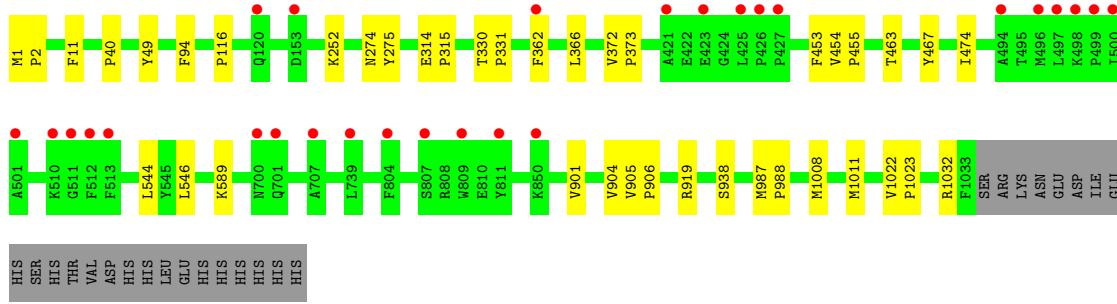 M1 P2 F11 P40 Y49 F94 P116 Q120 D153 K252 N274 Y275 E314 P315 T330 P331 F362 L366 V372 P373 A421 E422 E423 G424 L425 P426 P427 F453 V454 P455 T463 Y467 I474 A494 T495 M496 L497 K498 P499 I500
A501 K510 G511 F512 F513 L544 Y545 L546 K589 N700 Q701 A707 L739 F804 S807 R808 W809 E810 Y811 K850 V901 V904 V905 P906 R919 S938 M987 P988 M1008 M1011 V1022 P1023 R1032 F1033 SER ARG LYS ASN GLU ASP ILE GLU
HIS SER HIS THR VAL ASP HIS HIS LEU GLU HIS HIS HIS HIS HIS HIS